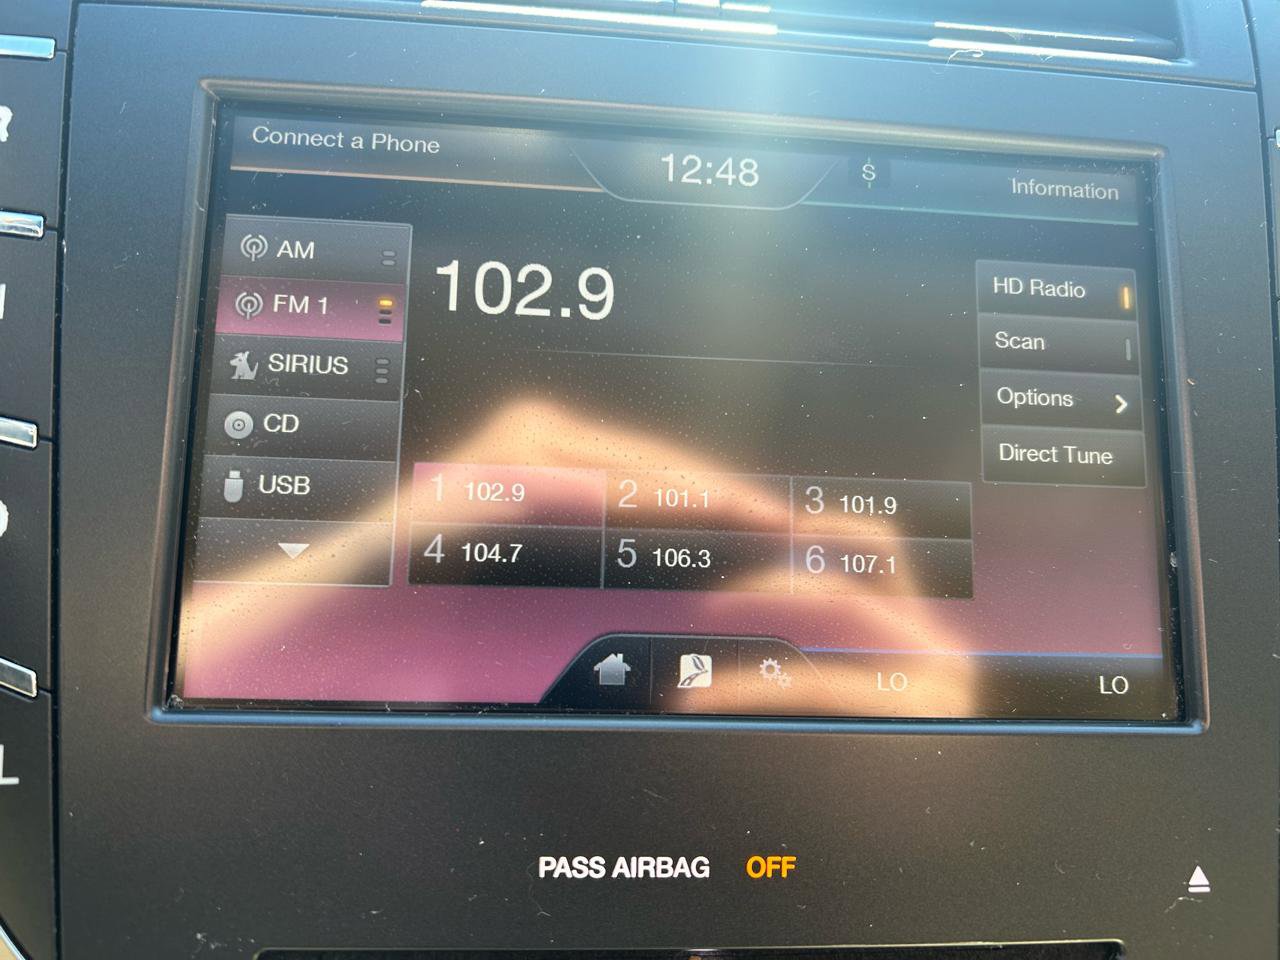 Connect a Phone
12:48
Information
AM
FM 1
SIRIUS
CD
USB
102.9
HD Radio
Scan
Options
Direct Tune
1 102.9
2 101.1
3 101.9
4 104.7
5 106.3
6 107.1
LO
LO
PASS AIRBAG OFF